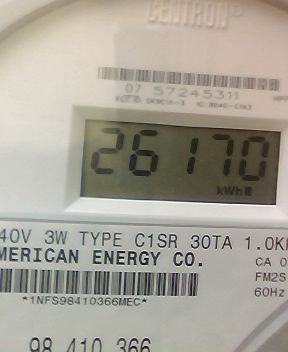 CENTRON®
07 57245311
26170
kWh
40V 3W TYPE C1SR 30TA 1.0K
MERICAN ENERGY CO.
CA 0
FM2S
60Hz
*1NFS98410366MEC*
98 410 366